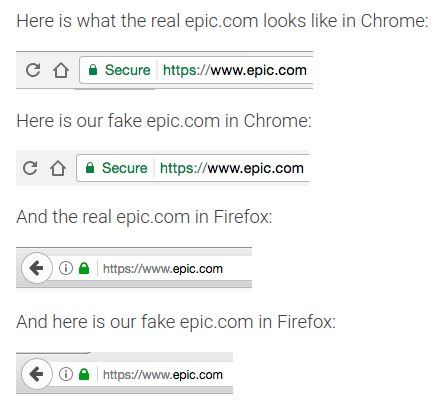 Here is what the real epic.com looks like in Chrome:
Secure https://www.epic.com
Here is our fake epic.com in Chrome:
Secure https://www.epic.com
And the real epic.com in Firefox:
https://www.epic.com
And here is our fake epic.com in Firefox:
https://www.epic.com